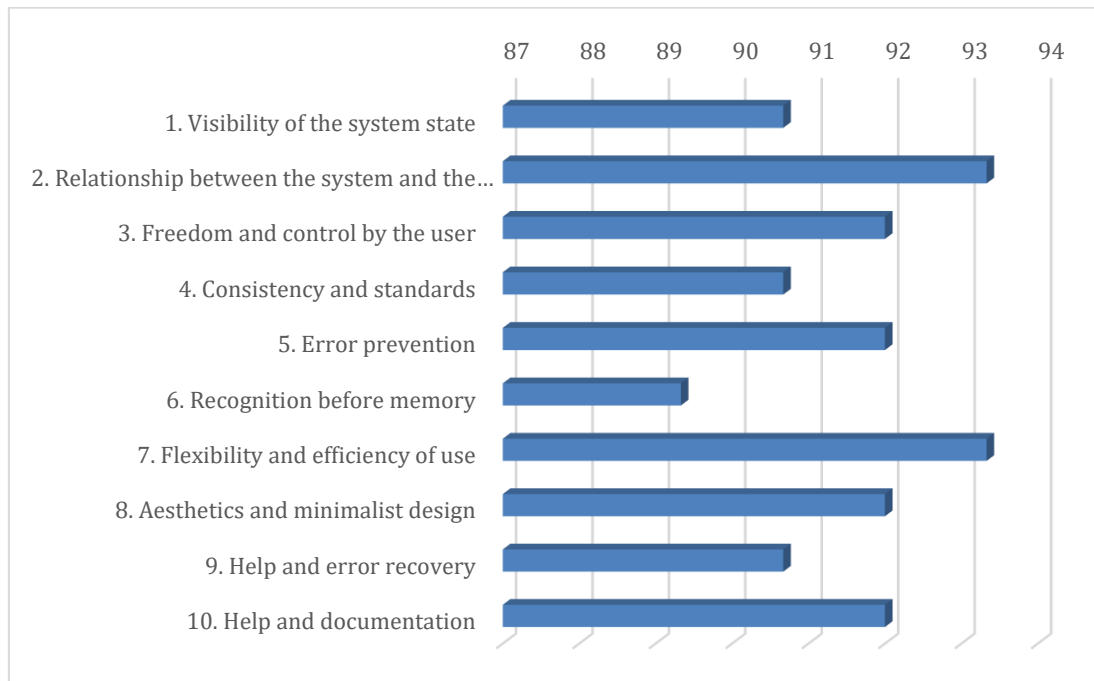 87 88 89 90 91 92 93 94
1. Visibility of the system state
2. Relationship between the system and the…
3. Freedom and control by the user
4. Consistency and standards
5. Error prevention
6. Recognition before memory
7. Flexibility and efficiency of use
8. Aesthetics and minimalist design
9. Help and error recovery
10. Help and documentation